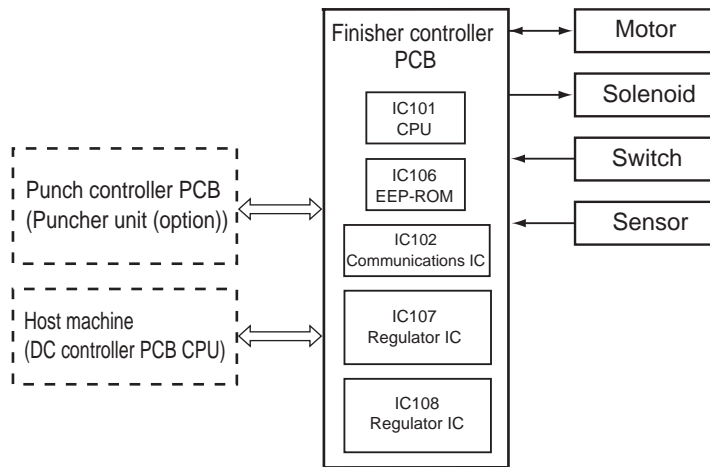 Finisher controller
PCB
IC101
CPU
IC106
EEP-ROM
IC102
Communications IC
IC107
Regulator IC
IC108
Regulator IC
Punch controller PCB
(Puncher unit (option))
Host machine
(DC controller PCB CPU)
Motor
Solenoid
Switch
Sensor